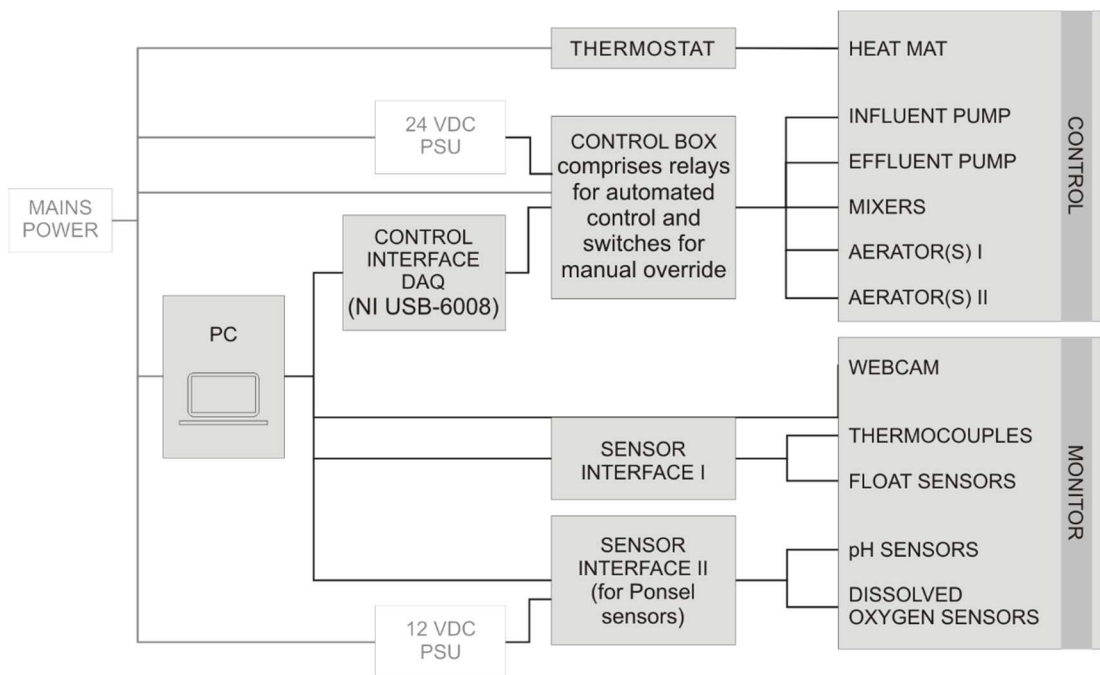 MAINS
POWER
PC
24 VDC
PSU
CONTROL
INTERFACE
DAQ
(NI USB-6008)
12 VDC
PSU
THERMOSTAT
CONTROL BOX
comprises relays
for automated
control and
switches for
manual override
SENSOR
INTERFACE I
SENSOR
INTERFACE II
(for Ponsel
sensors)
HEAT MAT
INFLUENT PUMP
EFFLUENT PUMP
MIXERS
AERATOR(S) I
AERATOR(S) II
CONTROL
WEBCAM
THERMOCOUPLES
FLOAT SENSORS
pH SENSORS
DISSOLVED
OXYGEN SENSORS
MONITOR